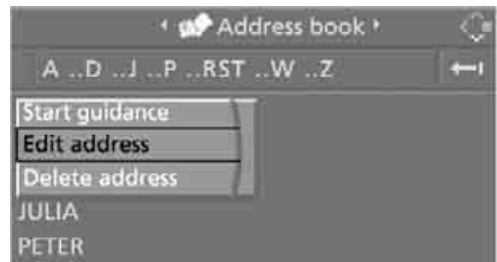 Address book
A ..D ..J ..P ..RST ..W ..Z
Start guidance
Edit address
Delete address
JULIA
PETER